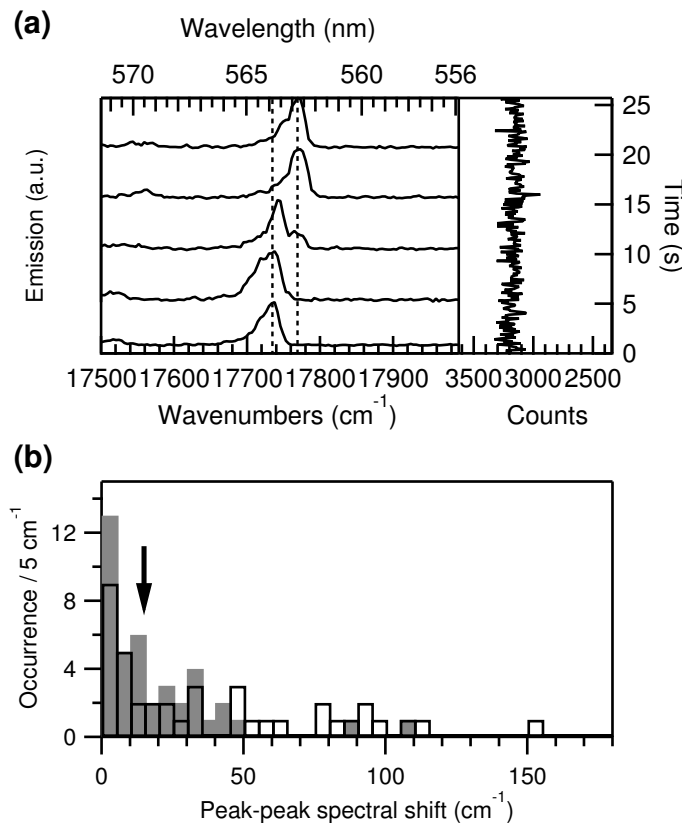 (a)
Wavelength (nm)
570 564 560 556
Emission (a.u.)
25
20
15
10
5
0
Time (s)
17500 17600 17700 17800 17900
3500 3000 2500
Wavenumbers (cm⁻¹)
Counts
(b)
Occurrence / 5 cm⁻¹
12
8
4
0
0 50 100 150
Peak-peak spectral shift (cm⁻¹)